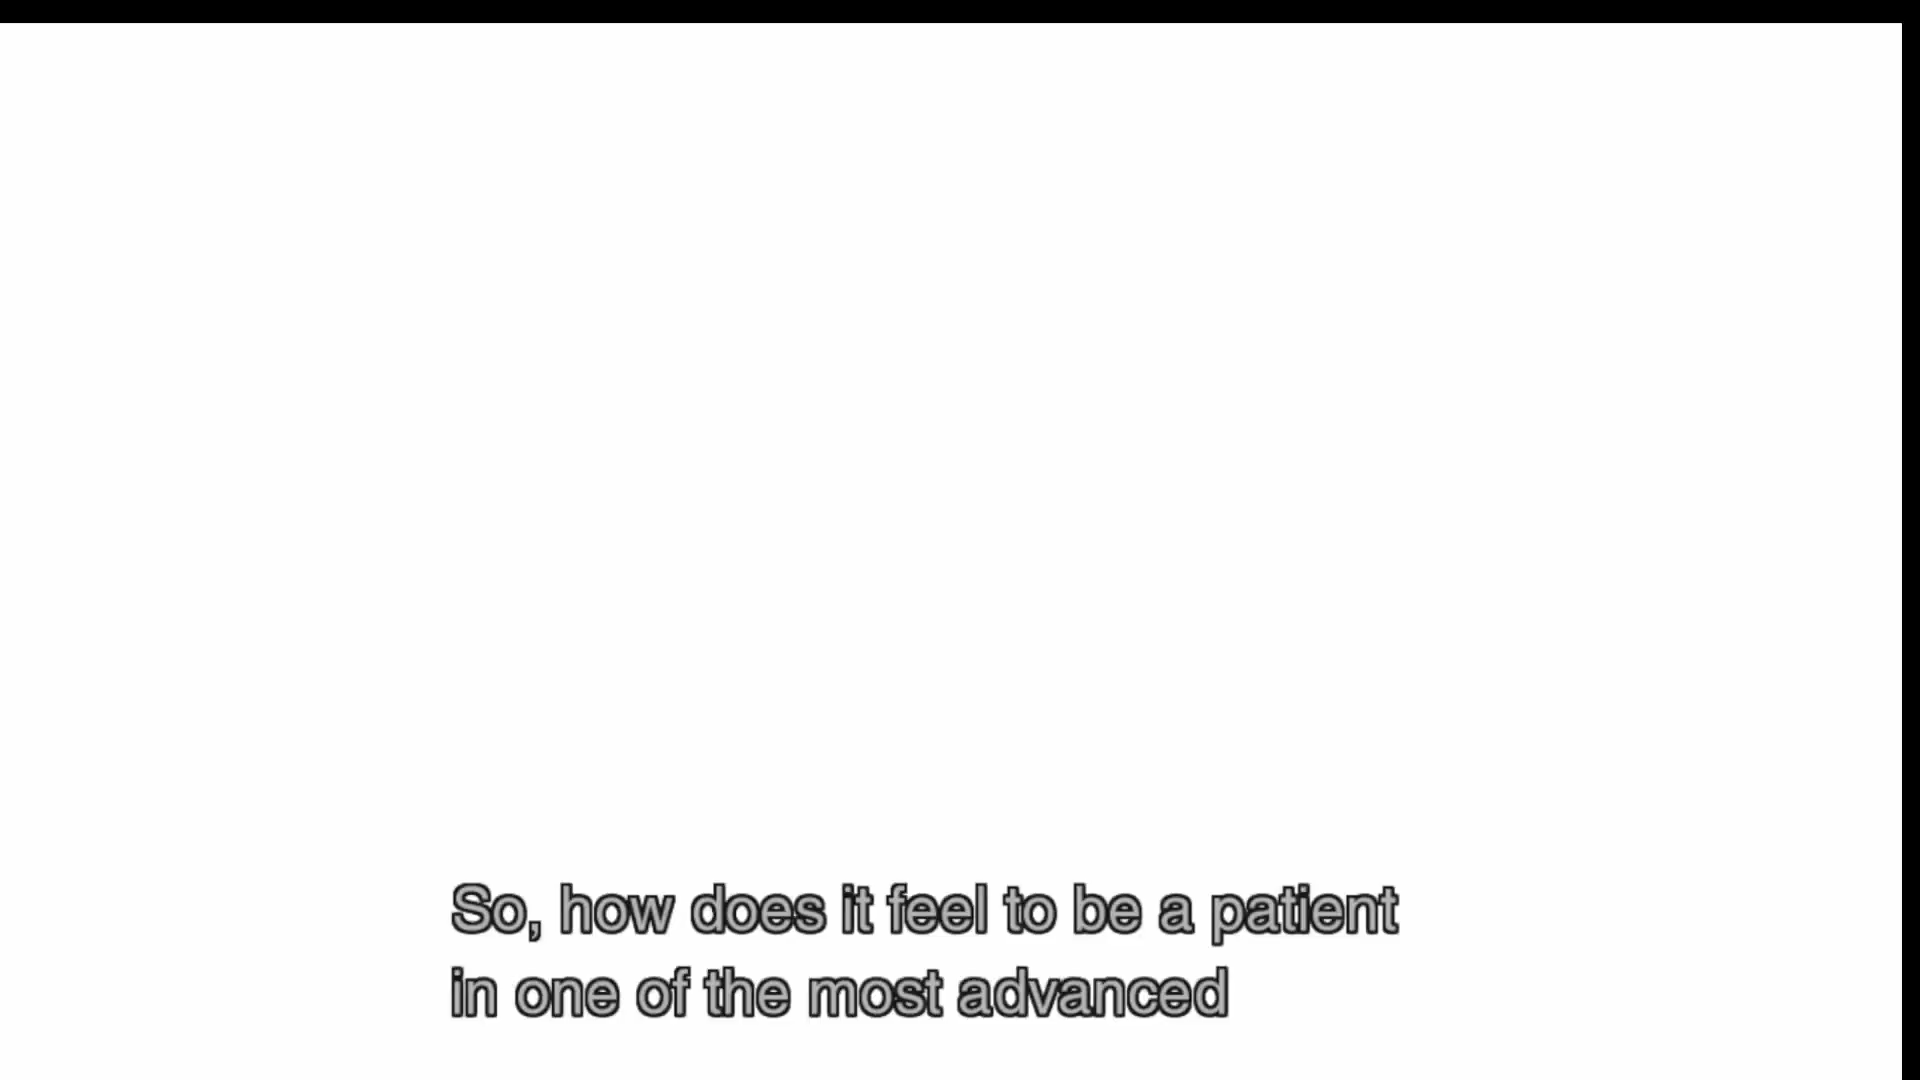 So, how does it feel to be a patient
in one of the most advanced